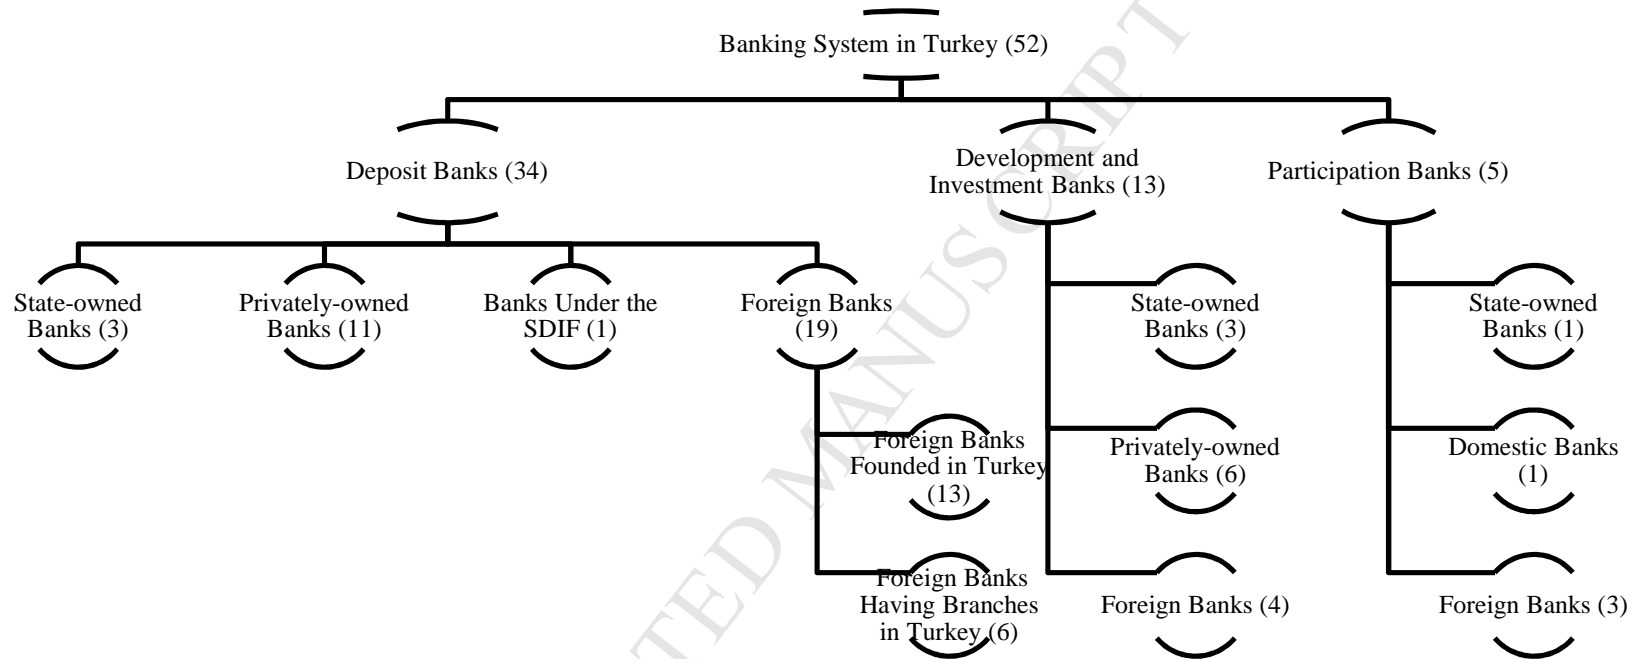 Banking System in Turkey (52)
Deposit Banks (34)
Development and
Investment Banks (13)
Participation Banks (5)
State-owned
Banks (3)
Privately-owned
Banks (11)
Banks Under the
SDIF (1)
Foreign Banks
(19)
Foreign Banks
Founded in Turkey
(13)
Foreign Banks
Having Branches
in Turkey (6)
State-owned
Banks (3)
Privately-owned
Banks (6)
Foreign Banks (4)
State-owned
Banks (1)
Domestic Banks
(1)
Foreign Banks (3)
TED MANUSCRIPT